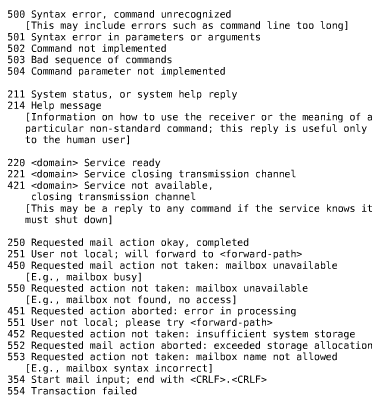 500 Syntax error, command unrecognized
[This may include errors such as command line too long]
501 Syntax error in parameters or arguments
502 Command not implemented
503 Bad sequence of commands
504 Command parameter not implemented
211 System status, or system help reply
214 Help message
[Information on how to use the receiver or the meaning of a
particular non-standard command; this reply is useful only
to the human user]
220 <domain> Service ready
221 <domain> Service closing transmission channel
421 <domain> Service not available,
closing transmission channel
[This may be a reply to any command if the service knows it
must shut down]
250 Requested mail action okay, completed
251 User not local; will forward to <forward-path>
450 Requested mail action not taken: mailbox unavailable
[E.g., mailbox busy]
550 Requested action not taken: mailbox unavailable
[E.g., mailbox not found, no access]
451 Requested action aborted: error in processing
551 User not local; please try <forward-path>
452 Requested action not taken: insufficient system storage
552 Requested mail action aborted: exceeded storage allocation
553 Requested action not taken: mailbox name not allowed
[E.g., mailbox syntax incorrect]
354 Start mail input; end with <CRLF>.<CRLF>
554 Transaction failed